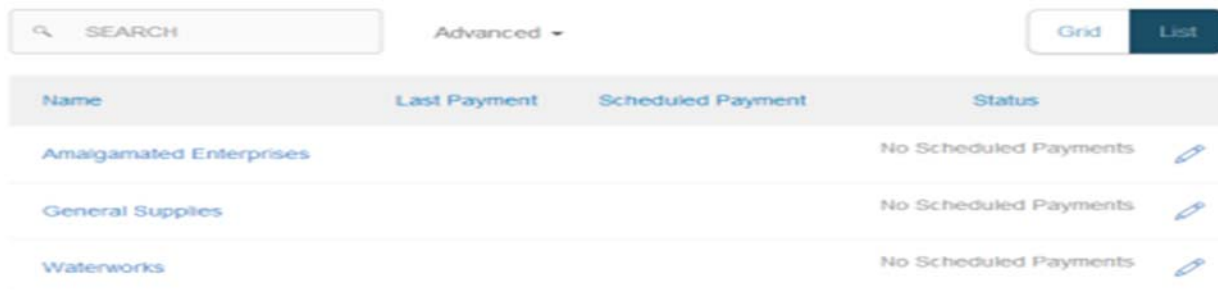 SEARCH Advanced Grid List
Name Last Payment Scheduled Payment Status
Amalgamated Enterprises No Scheduled Payments
General Supplies No Scheduled Payments
Waterworks No Scheduled Payments